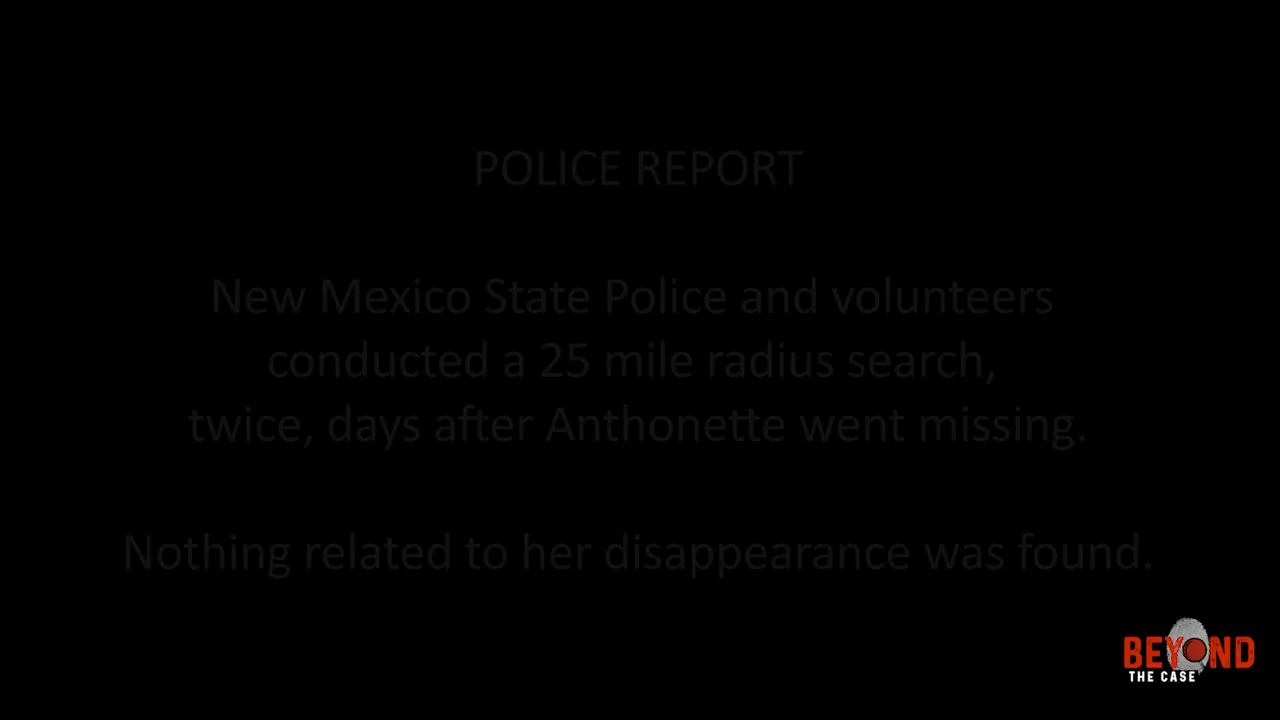 POLICE REPORT
New Mexico State Police and volunteers
conducted a 25 mile radius search,
twice, days after Anthonette went missing.
Nothing related to her disappearance was found.
BEYOND
THE CASE